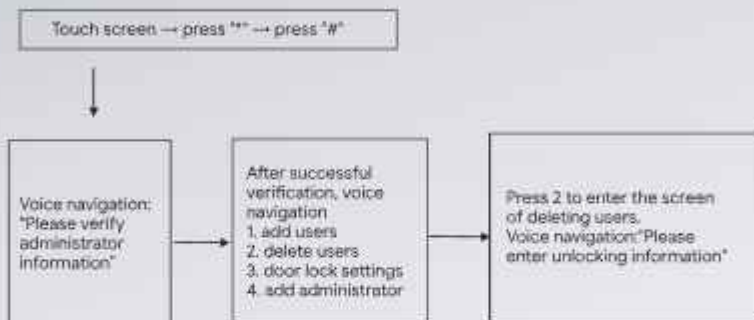 Touch screen → press "*" → press "#"
Voice navigation:
"Please verify
administrator
information"
After successful
verification, voice
navigation
1. add users
2. delete users
3. door lock settings
4. add administrator
Press 2 to enter the screen
of deleting users.
Voice navigation:"Please
enter unlocking information"